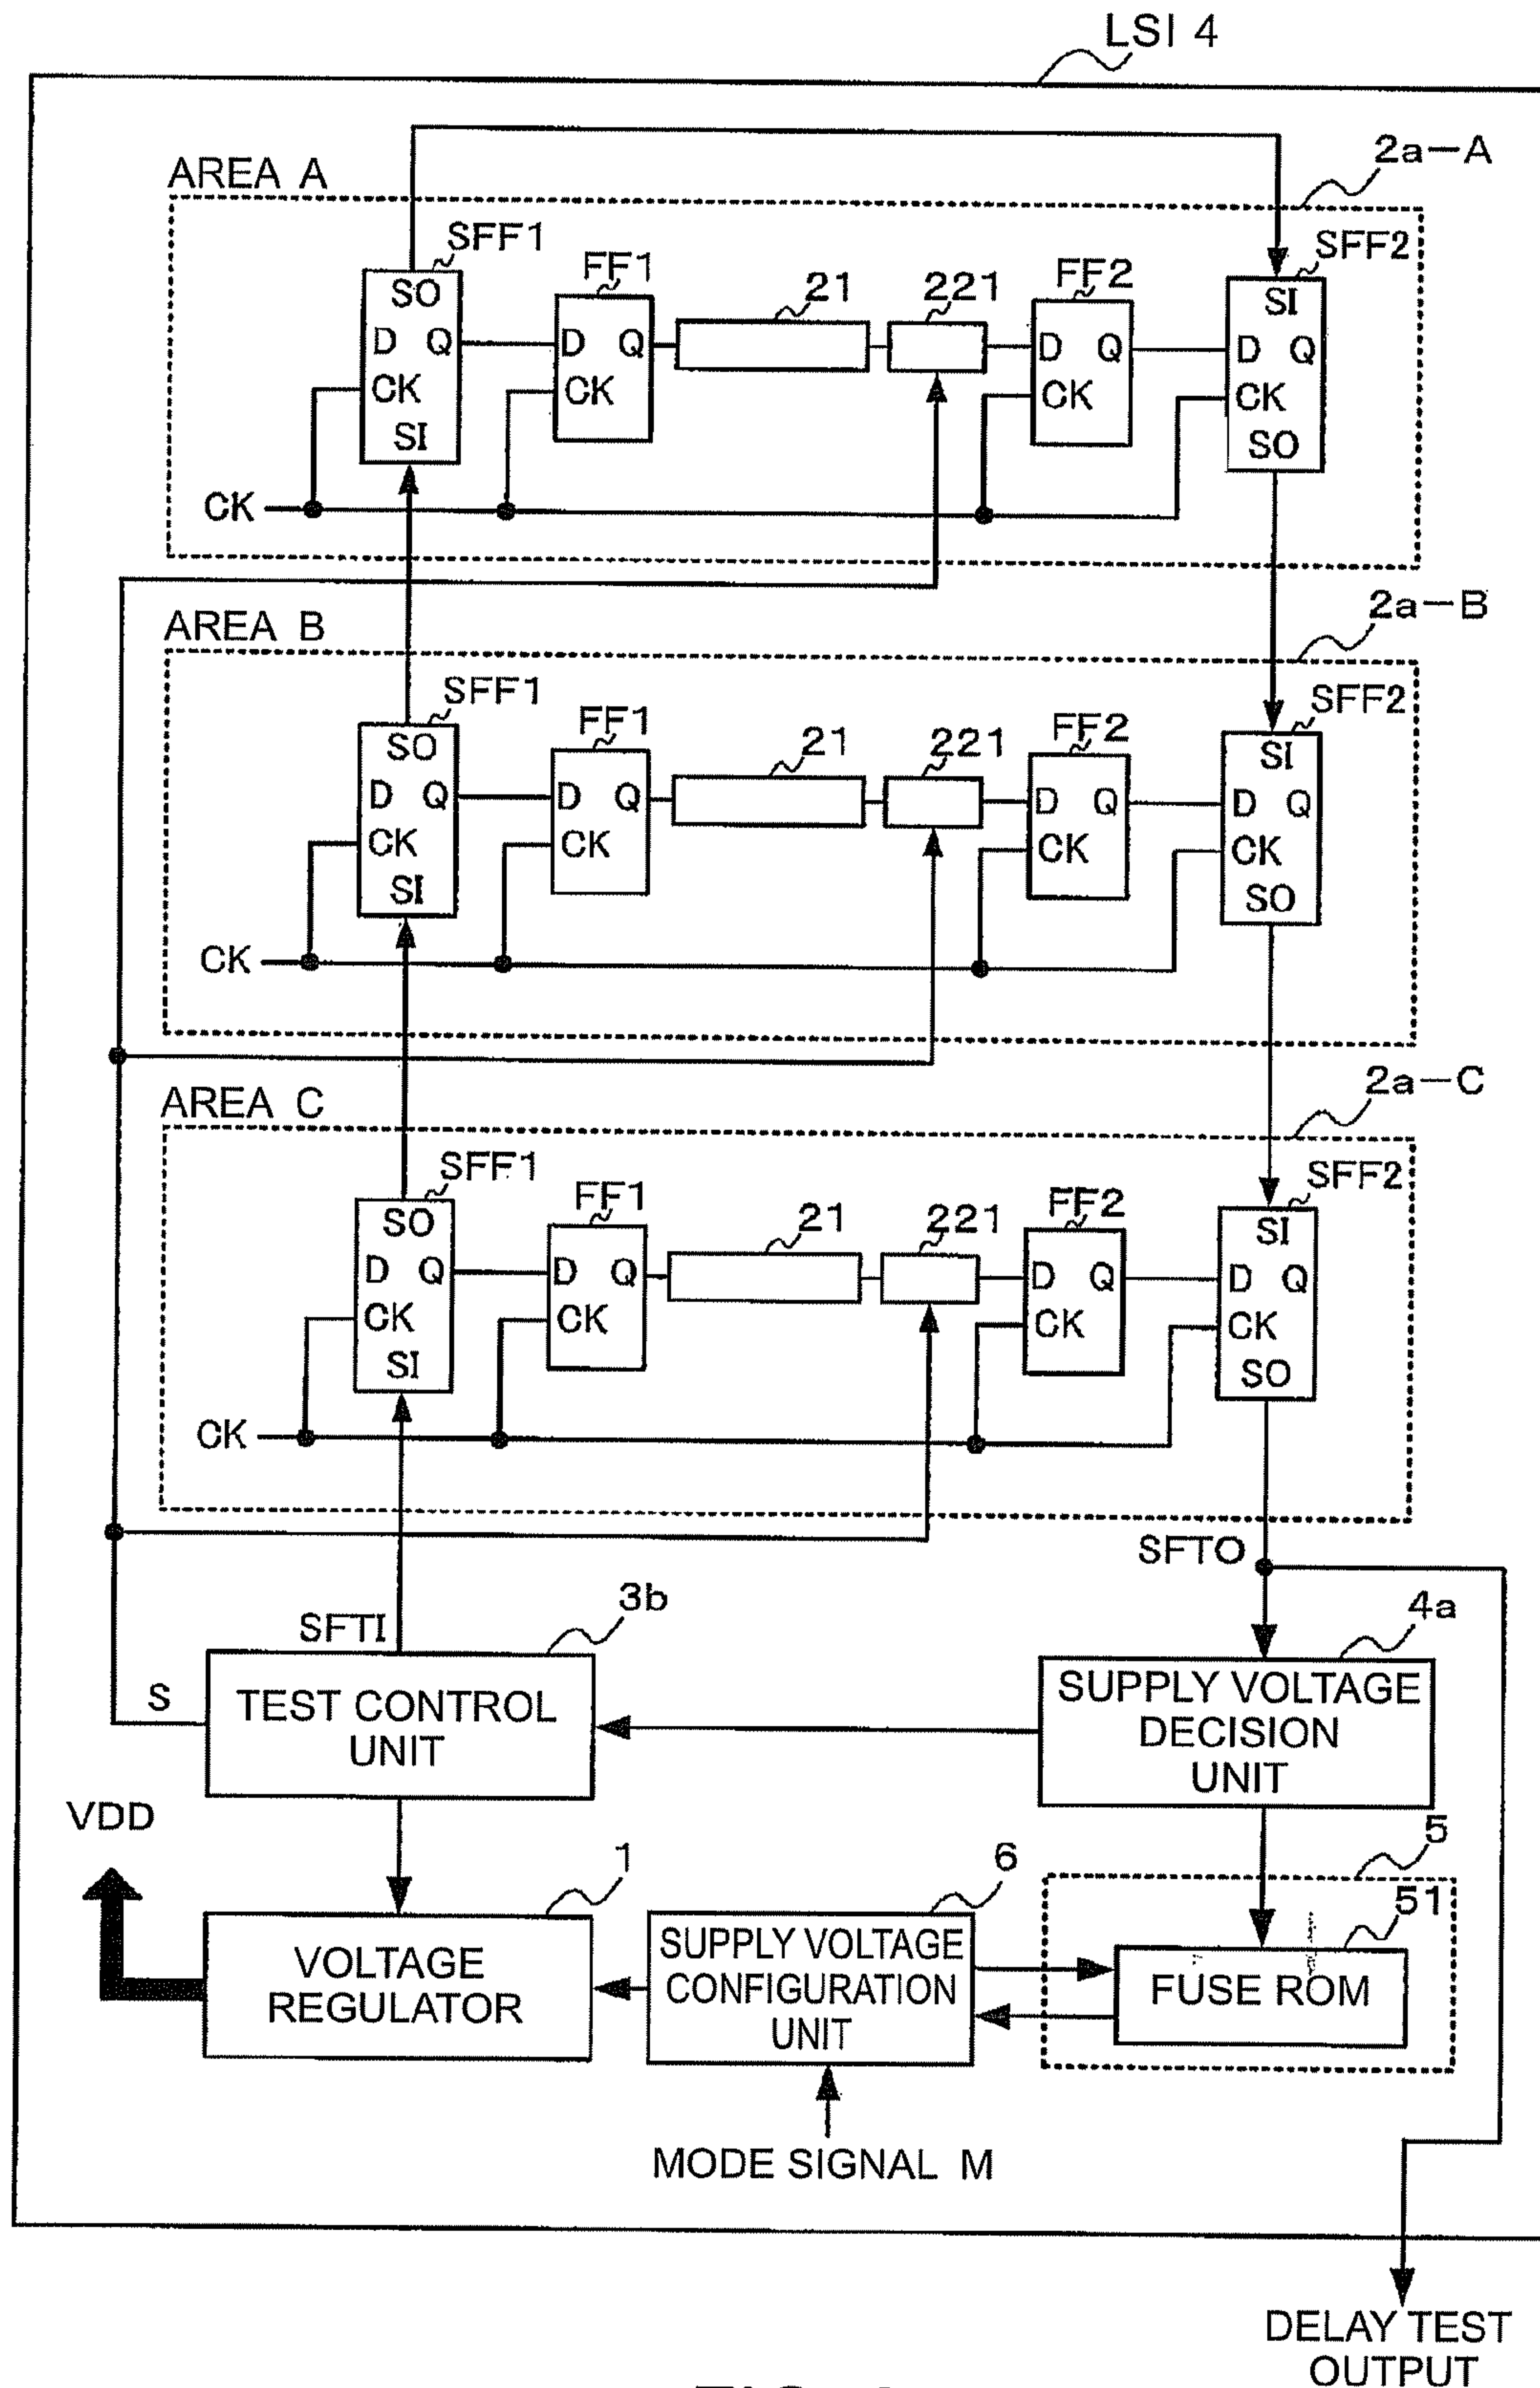 LSI 4
2a-A
AREA A
SFF1
FF1
21
221
FF2
SFF2
SO
D Q
CK
SI
D Q
CK
D Q
CK
SI
D Q
CK
SO
CK
2a-B
AREA B
SFF1
FF1
21
221
FF2
SFF2
SO
D Q
CK
SI
D Q
CK
D Q
CK
SI
D Q
CK
SO
CK
2a-C
AREA C
SFF1
FF1
21
221
FF2
SFF2
SO
D Q
CK
SI
D Q
CK
D Q
CK
SI
D Q
CK
SO
CK
SFTO
SFTI
3b
4a
S
TEST CONTROL
UNIT
SUPPLY VOLTAGE
DECISION
UNIT
VDD
1
6
5
51
VOLTAGE
REGULATOR
SUPPLY VOLTAGE
CONFIGURATION
UNIT
FUSE ROM
MODE SIGNAL M
DELAY TEST
OUTPUT